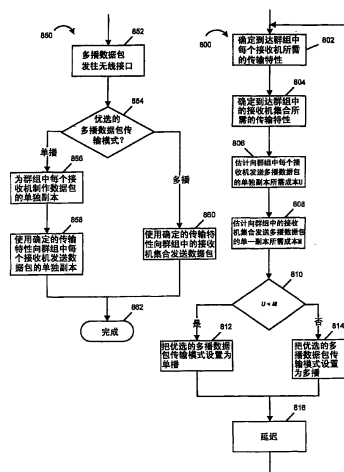 850
852
多播数据包
发往无线接口
854
优选的
多播数据包传
输模式?
单播
多播
856
为群组中每个接
收机制作数据包
的单独副本
858
使用确定的传输
特性向群组中每
个接收机发送数
据包的单独副本
860
使用确定的传输特
性向群组中的接收
机集合发送数据包
862
完成
800
802
确定到达群组中
每个接收机所需
的传输特性
804
确定到达群组中
的接收机集合所
需的传输特性
806
估计向群组中每个接
收机发送多播数据包
的单独副本所需成本U
808
估计向群组中的接收
机集合发送多播数据包
的单一副本所需成本M
810
U < M
是
否
812
把优选的多播数据
包传输模式设置为
单播
814
把优选的多
播数据包传
输模式设置
为多播
816
延迟